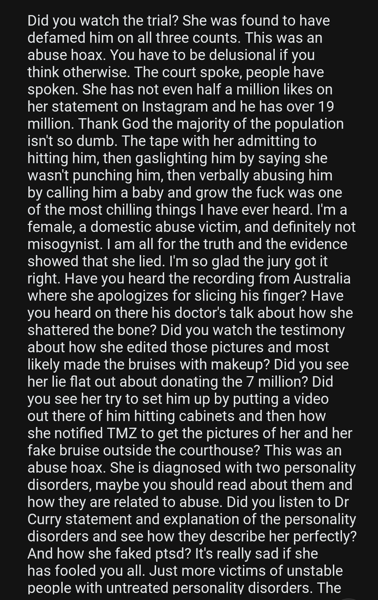 Did you watch the trial? She was found to have
defamed him on all three counts. This was an
abuse hoax. You have to be delusional if you
think otherwise. The court spoke, people have
spoken. She has not even half a million likes on
her statement on Instagram and he has over 19
million. Thank God the majority of the population
isn't so dumb. The tape with her admitting to
hitting him, then gaslighting him by saying she
wasn't punching him, then verbally abusing him
by calling him a baby and grow the fuck was one
of the most chilling things I have ever heard. I'm a
female, a domestic abuse victim, and definitely not
misogynist. I am all for the truth and the evidence
showed that she lied. I'm so glad the jury got it
right. Have you heard the recording from Australia
where she apologizes for slicing his finger? Have
you heard on there his doctor's talk about how she
shattered the bone? Did you watch the testimony
about how she edited those pictures and most
likely made the bruises with makeup? Did you see
her lie flat out about donating the 7 million? Did
you see her try to set him up by putting a video
out there of him hitting cabinets and then how
she notified TMZ to get the pictures of her and her
fake bruise outside the courthouse? This was an
abuse hoax. She is diagnosed with two personality
disorders, maybe you should read about them and
how they are related to abuse. Did you listen to Dr
Curry statement and explanation of the personality
disorders and see how they describe her perfectly?
And how she faked ptsd? It's really sad if she
has fooled you all. Just more victims of unstable
people with untreated personality disorders. The